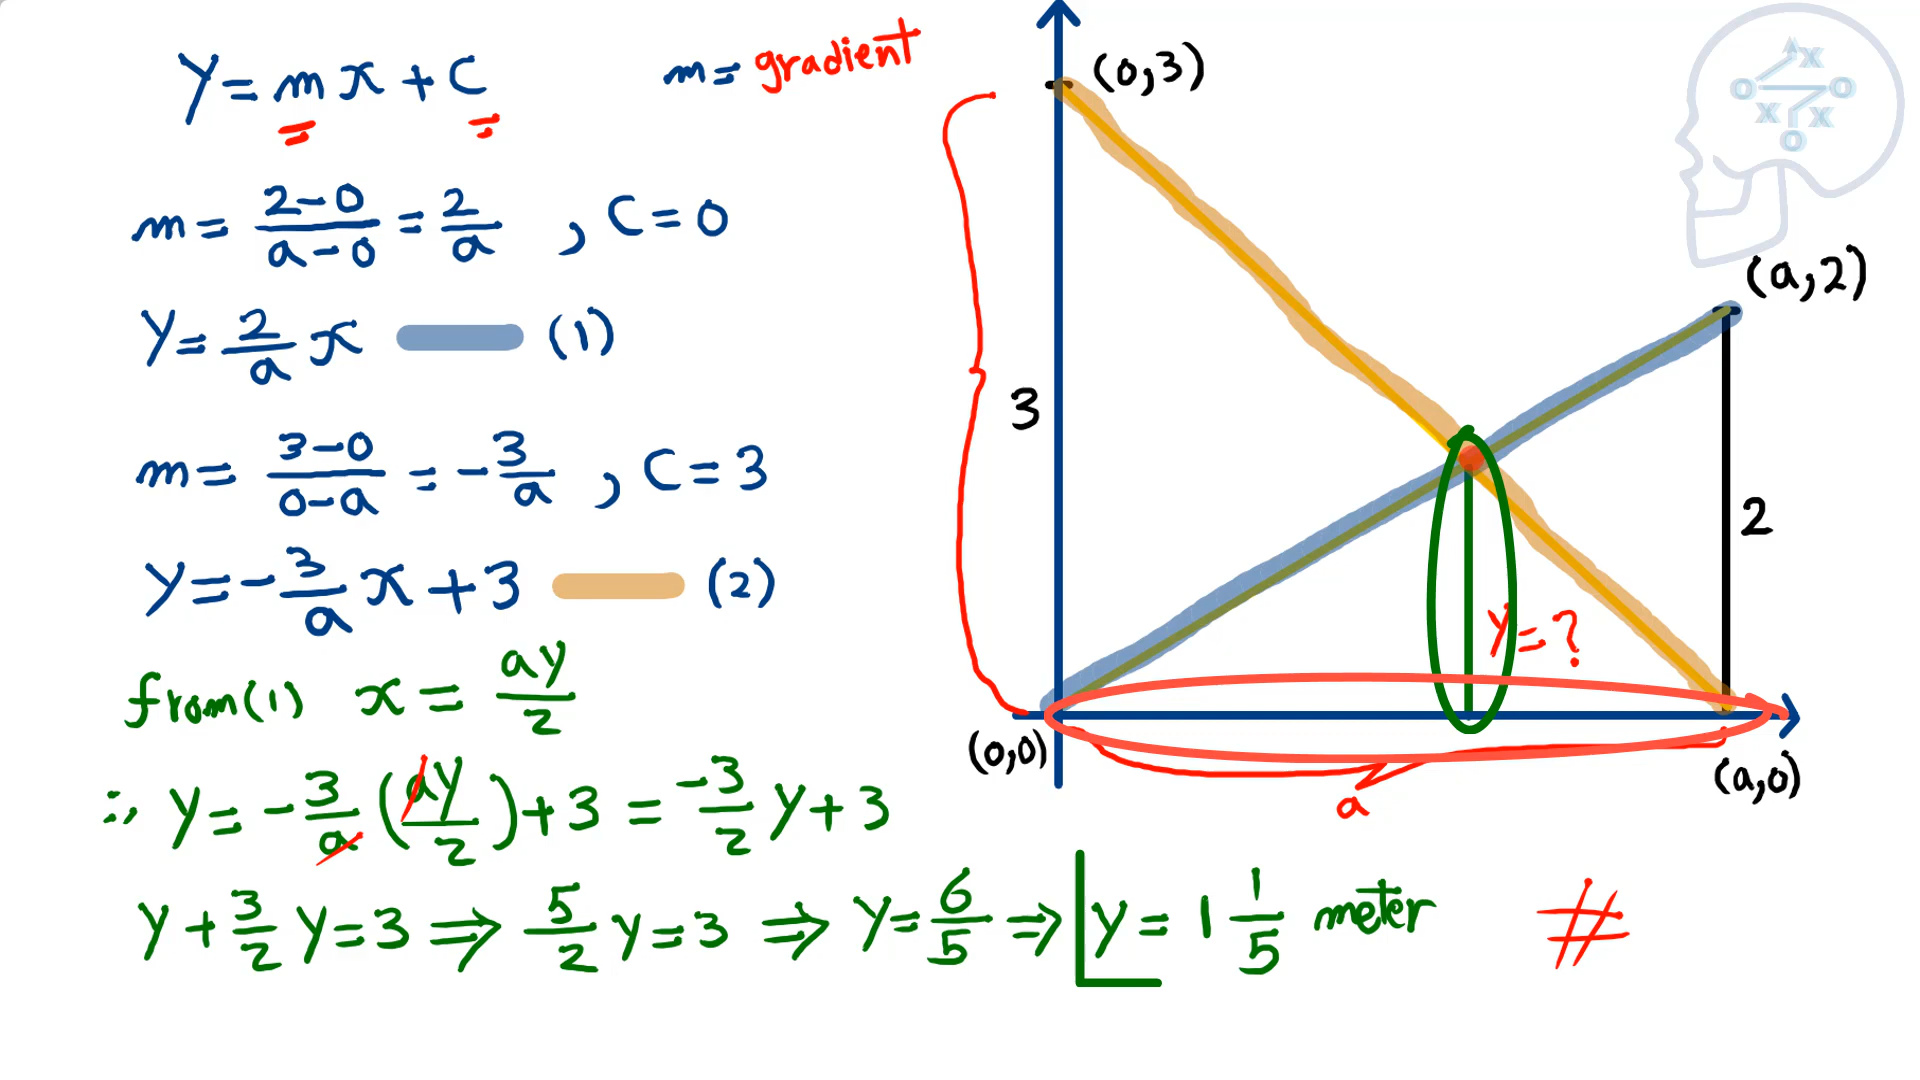 Y = mx + C
m = gradient
m = (2-0)/(a-0) = 2/a , C = 0
Y = 2/a x (1)
m = (3-0)/(0-a) = -3/a , C = 3
Y = -3/a x + 3 (2)
from (1) x = ay/2
∴ Y = -3/a (ay/2) + 3 = -3/2 Y + 3
Y + 3/2 Y = 3 ⇒ 5/2 Y = 3 ⇒ Y = 6/5 ⇒ Y = 1 1/5 meter #
(0,3)
(a,2)
3
2
Y = ?
(0,0)
(a,0)
a
X
O O
X X
O